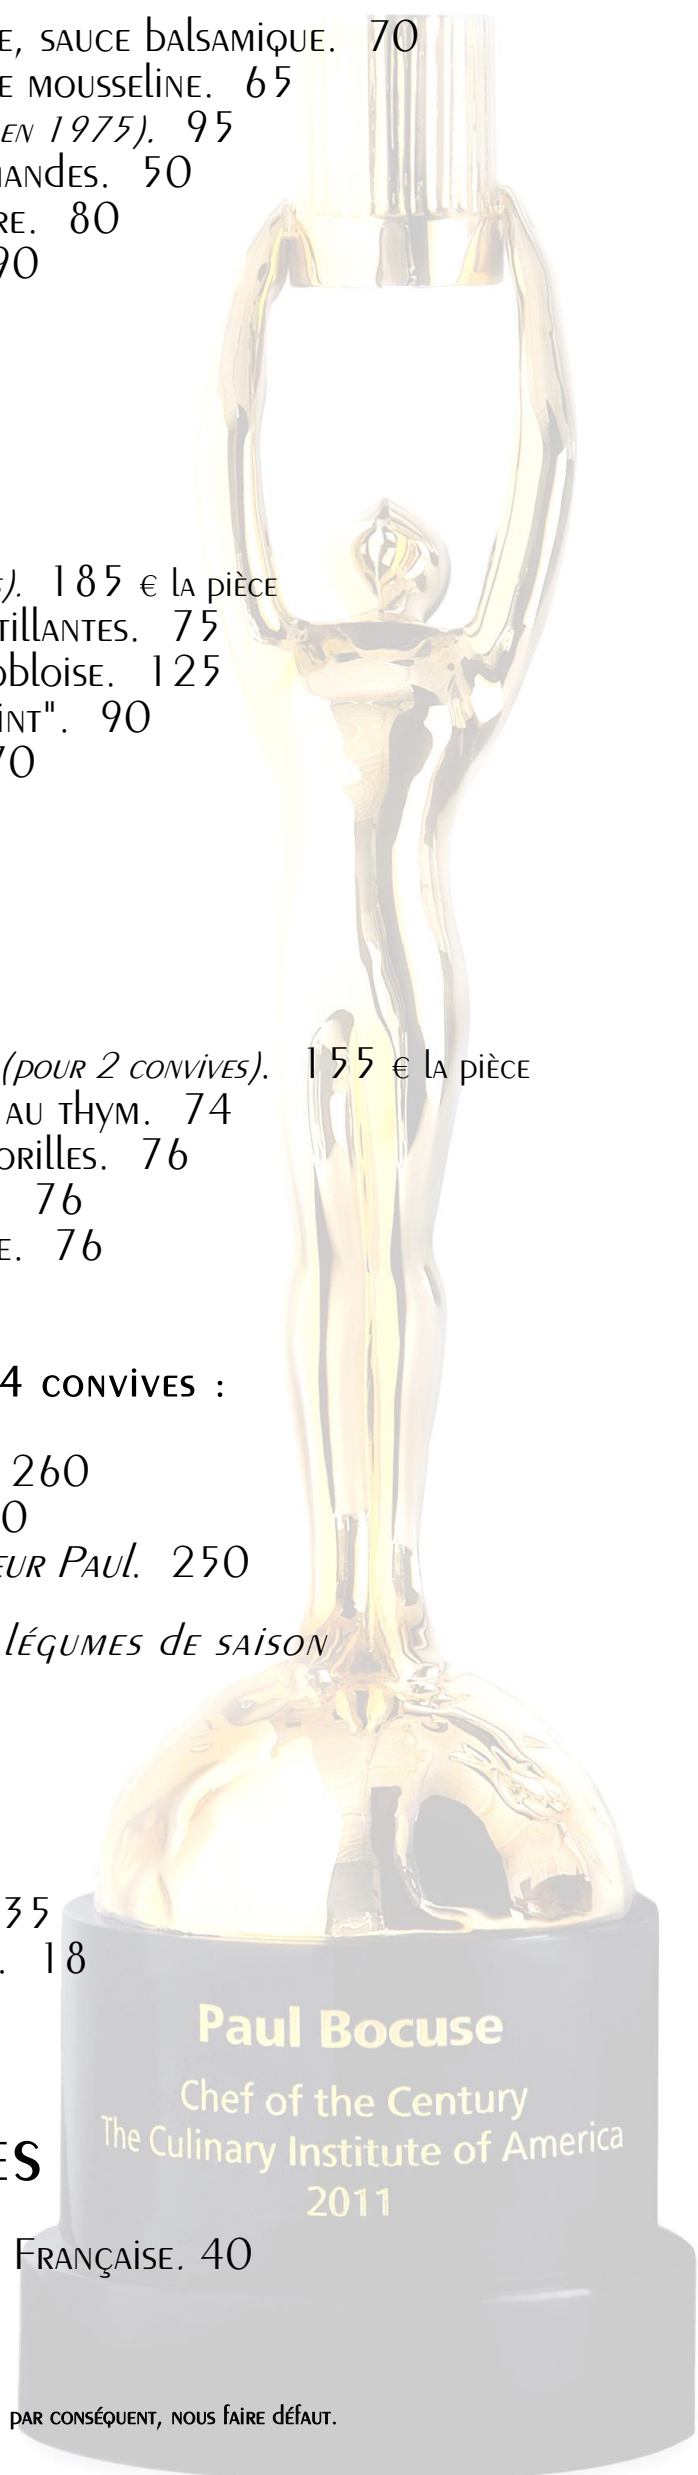 E, SAUCE bAlSAMiQUE. 70
E MOUSSEliNE. 65
EN 1975). 95
ANdES. 50
RE. 80
90
). 185 € lA pièCE
TillANTES. 75
obloisE. 125
iNT". 90
70
(pOUR 2 CONViVES). 155 € lA pièCE
AU ThyM. 74
ORillES. 76
76
E. 76
4 CONViVES :
260
0
EUR PAUl. 250
léGUMES dE SAiSON
35
. 18
Paul Bocuse
Chef of the Century
The Culinary Institute of America
2011
ES
FRANçAiSE. 40
pAR CONSéQUENT, NOUS fAiRE défAUT.